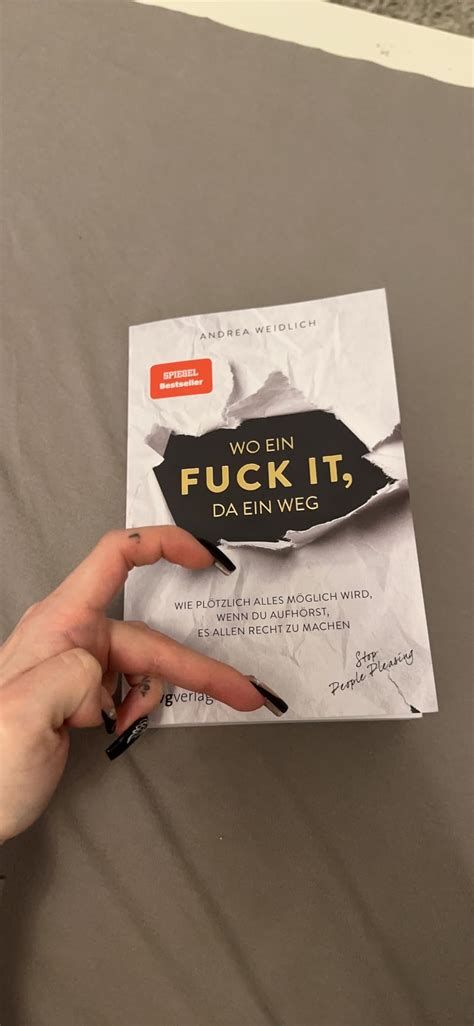 ANDREA WEIDLICH
SPIEGEL
Bestseller
WO EIN
FUCK IT,
DA EIN WEG
WIE PLÖTZLICH ALLES MÖGLICH WIRD,
WENN DU AUFHÖRST,
ES ALLEN RECHT ZU MACHEN
Stop
People Pleasing
vgverlag